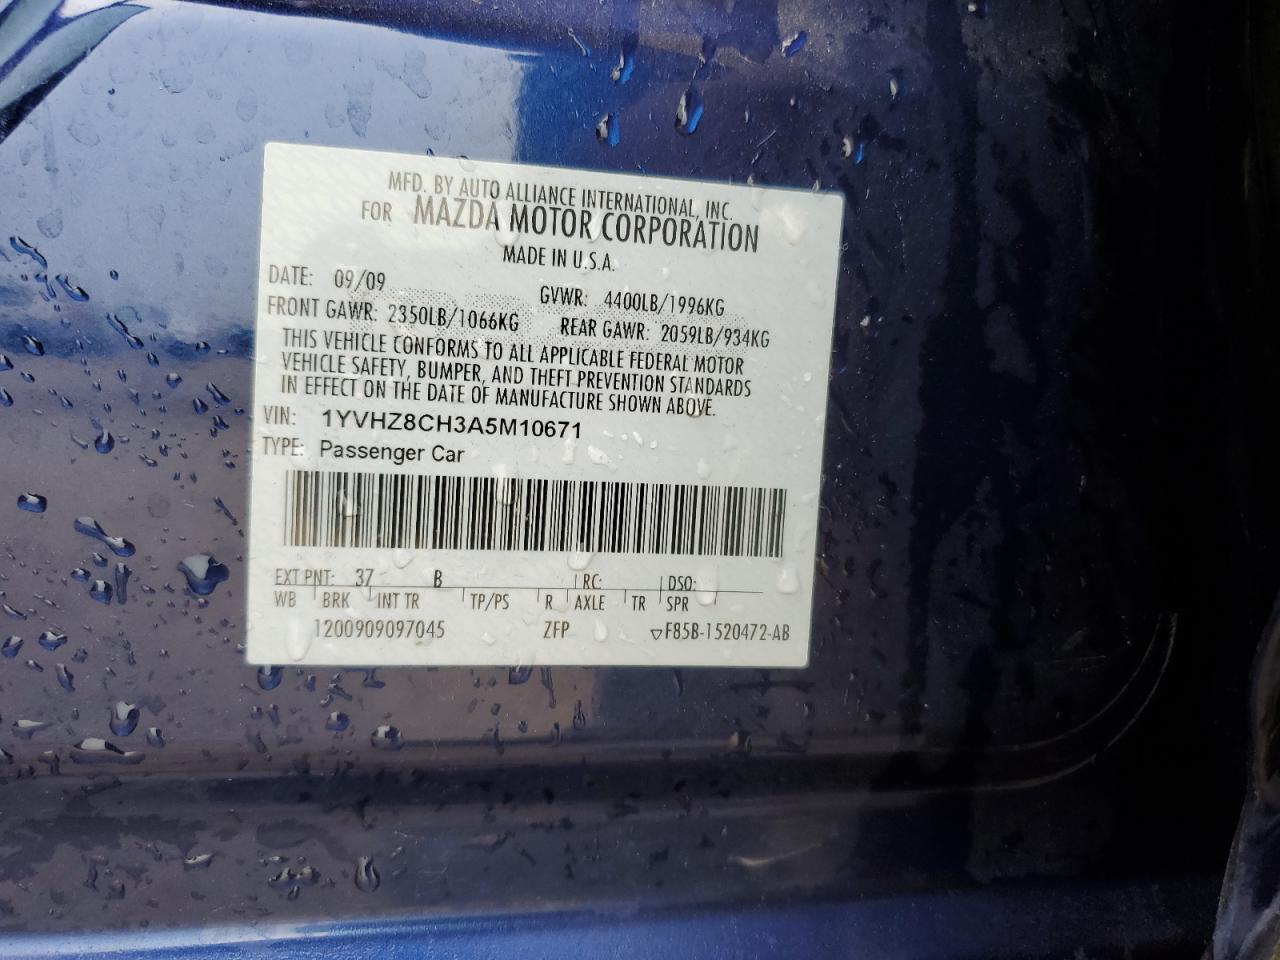 MFD. BY AUTO ALLIANCE INTERNATIONAL, INC.
FOR MAZDA MOTOR CORPORATION
MADE IN U.S.A.
DATE: 09/09 GVWR: 4400LB/1996KG
FRONT GAWR: 2350LB/1066KG REAR GAWR: 2059LB/934KG
THIS VEHICLE CONFORMS TO ALL APPLICABLE FEDERAL MOTOR
VEHICLE SAFETY, BUMPER, AND THEFT PREVENTION STANDARDS
IN EFFECT ON THE DATE OF MANUFACTURE SHOWN ABOVE.
VIN: 1YVHZ8CH3A5M10671
TYPE: Passenger Car
EXT PNT: 37 B RC: DSO:
WB BRK INT TR TP/PS R AXLE TR SPR
1200909097045 ZFP ▽F85B-1520472-AB